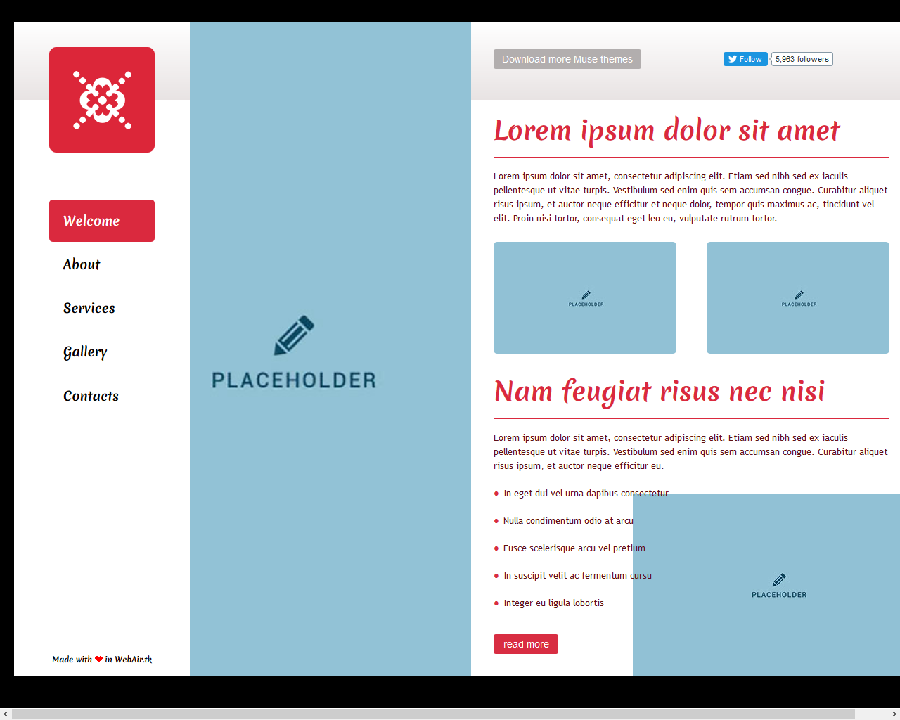 Download more Muse themes
Follow
5,963 followers
Welcome
About
Services
Gallery
Contacts
Made with ❤ in WebAir.tk
PLACEHOLDER
Lorem ipsum dolor sit amet
Lorem ipsum dolor sit amet, consectetur adipiscing elit. Etiam sed nibh sed ex iaculis
pellentesque ut vitae turpis. Vestibulum sed enim quis sem accumsan congue. Curabitur aliquet
risus ipsum, et auctor neque efficitur et neque dolor, tempor quis maximus ac, tincidunt vel
elit. Proin nisi tortor, consequat eget leo eu, vulputate rutrum tortor.
PLACEHOLDER
PLACEHOLDER
Nam feugiat risus nec nisi
Lorem ipsum dolor sit amet, consectetur adipiscing elit. Etiam sed nibh sed ex iaculis
pellentesque ut vitae turpis. Vestibulum sed enim quis sem accumsan congue. Curabitur aliquet
risus ipsum, et auctor neque efficitur eu.
In eget dui vel urna dapibus consectetur
Nulla condimentum odio at arcu
Fusce scelerisque arcu vel pretium
In suscipit velit ac fermentum cursu
Integer eu ligula lobortis
PLACEHOLDER
read more